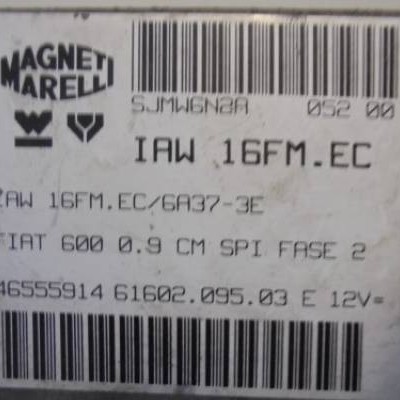 MAGNETI
MARELLI
SJMW6N2A 052 00
IAW 16FM.EC
IAW 16FM.EC/6A37-3E
FIAT 600 0.9 CM SPI FASE 2
46555914 61602.095.03 E 12V=